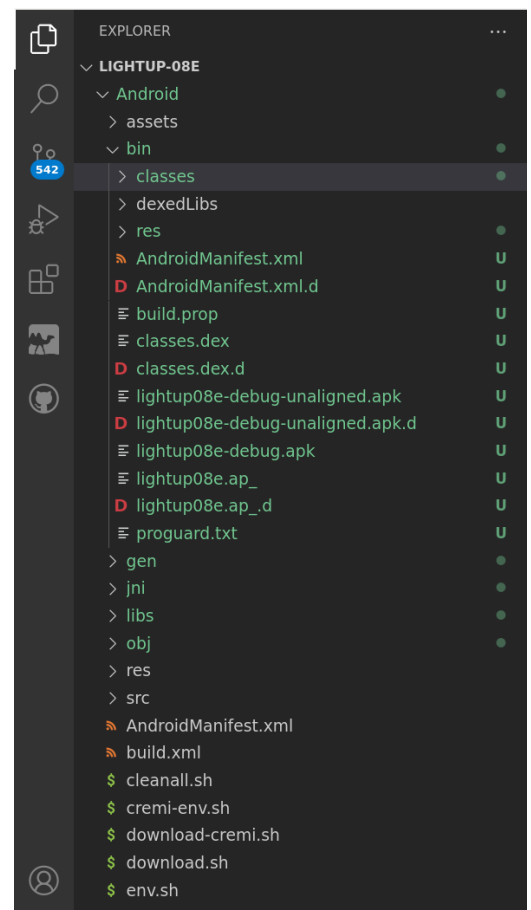 EXPLORER
LIGHTUP-08E
Android
assets
bin
542
classes
dexedLibs
res
AndroidManifest.xml U
D AndroidManifest.xml.d U
build.prop U
classes.dex U
D classes.dex.d U
lightup08e-debug-unaligned.apk U
D lightup08e-debug-unaligned.apk.d U
lightup08e-debug.apk U
lightup08e.ap_ U
D lightup08e.ap_.d U
proguard.txt U
gen
jni
libs
obj
res
src
AndroidManifest.xml
build.xml
$ cleanall.sh
$ cremi-env.sh
$ download-cremi.sh
$ download.sh
$ env.sh